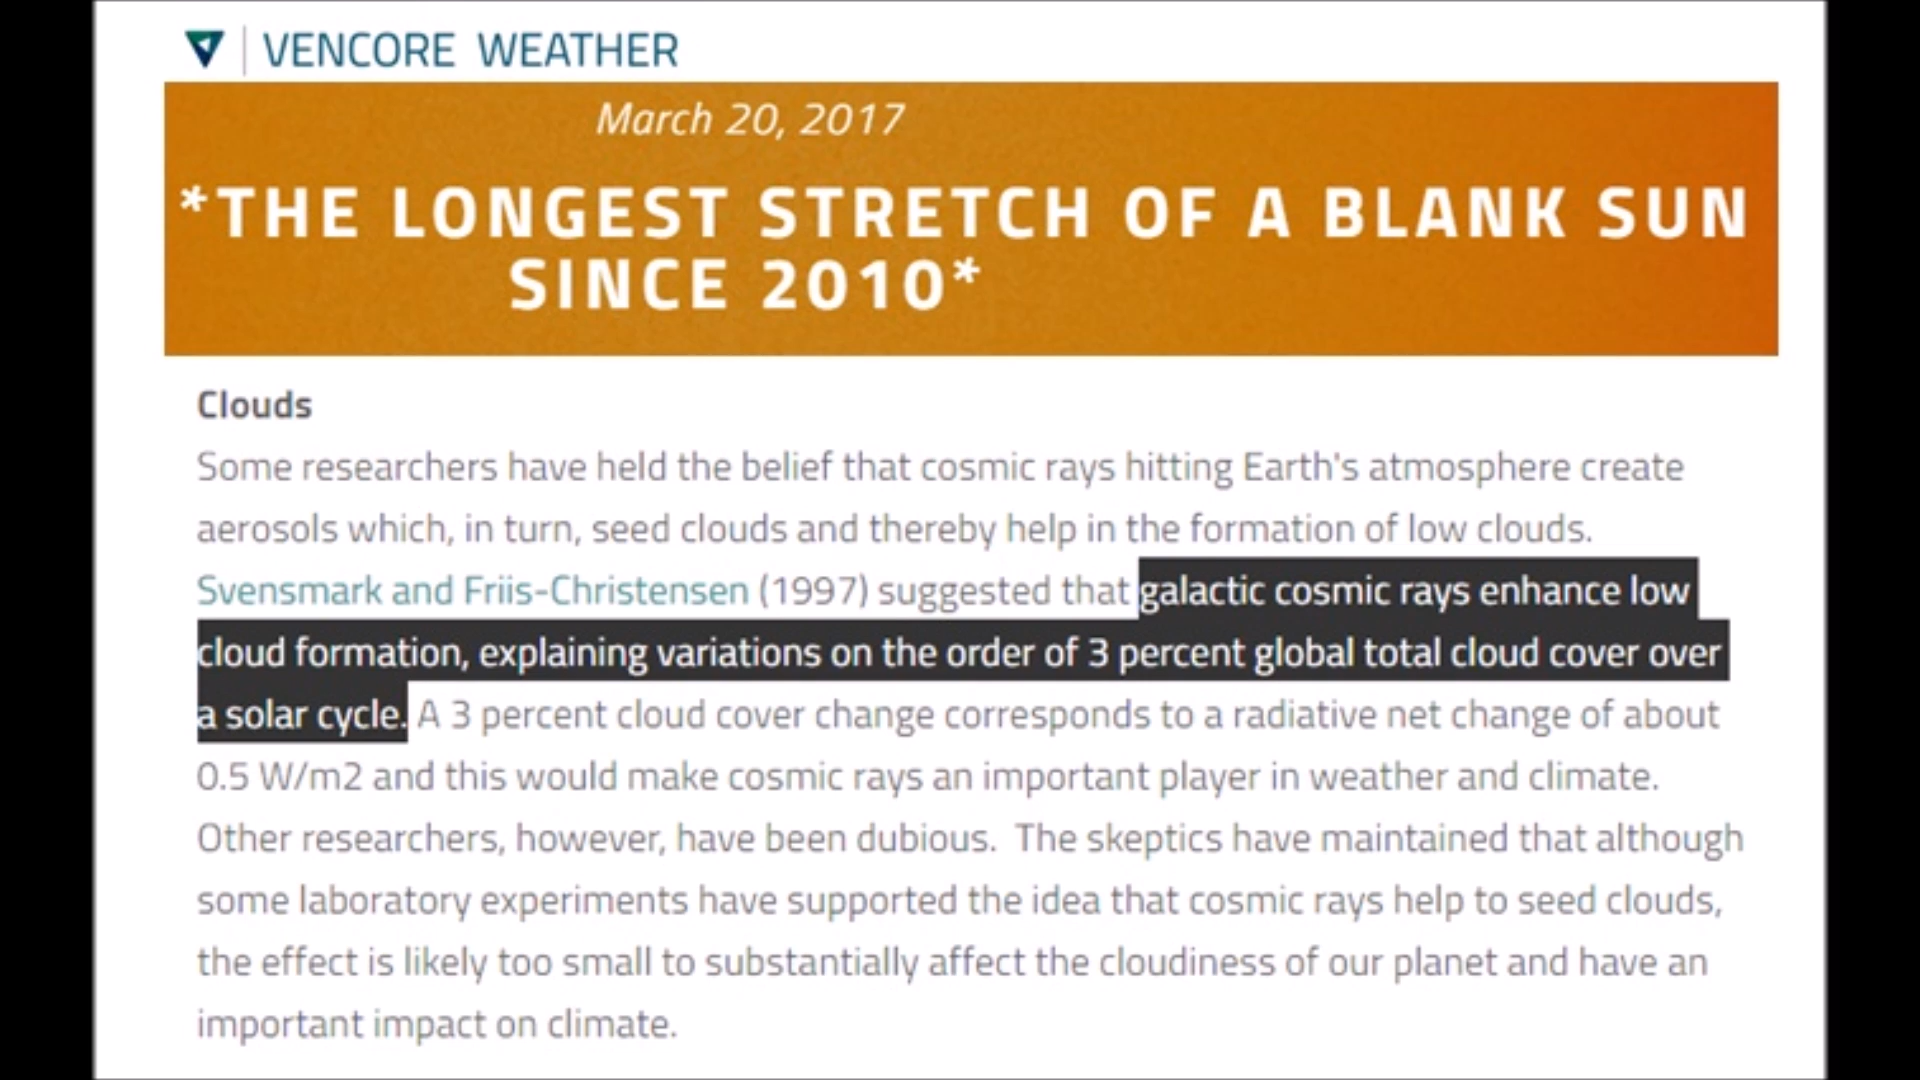 VENCORE WEATHER
March 20, 2017
*THE LONGEST STRETCH OF A BLANK SUN
SINCE 2010*
Clouds
Some researchers have held the belief that cosmic rays hitting Earth's atmosphere create
aerosols which, in turn, seed clouds and thereby help in the formation of low clouds.
Svensmark and Friis-Christensen (1997) suggested that galactic cosmic rays enhance low
cloud formation, explaining variations on the order of 3 percent global total cloud cover over
a solar cycle. A 3 percent cloud cover change corresponds to a radiative net change of about
0.5 W/m2 and this would make cosmic rays an important player in weather and climate.
Other researchers, however, have been dubious.  The skeptics have maintained that although
some laboratory experiments have supported the idea that cosmic rays help to seed clouds,
the effect is likely too small to substantially affect the cloudiness of our planet and have an
important impact on climate.